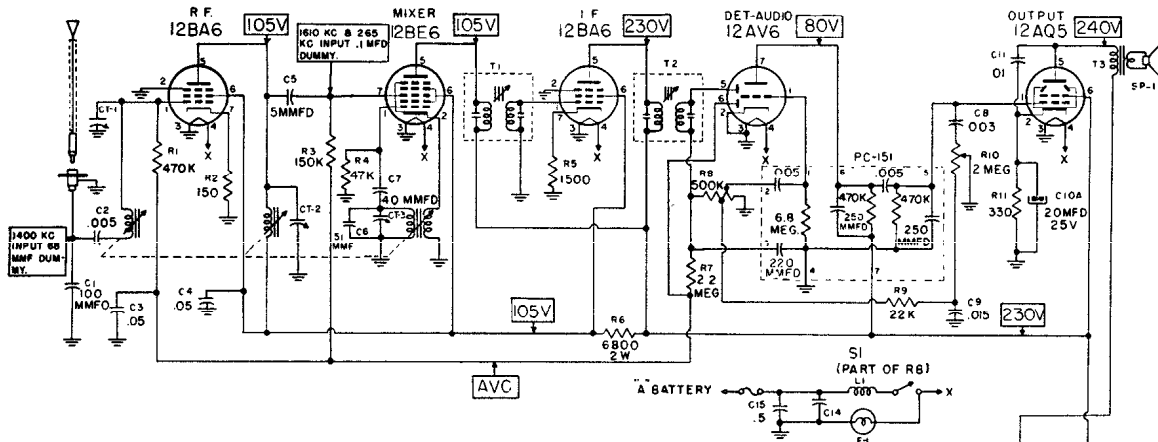 R.F.
12BA6
MIXER
12BE6
I F
12BA6
DET-AUDIO
12AV6
OUTPUT
12AQ5
105V
105V
230V
80V
240V
1610 KC & 265
KC INPUT .1 MFD
DUMMY.
C5
5MMFD
T1
T2
C11
.01
T3
SP-1
CT-1
R1
470K
R2
150
R3
150K
R4
47K
C7
40 MMFD
R5
1500
R8
500K
.005
PC-151
.005
C8
.003
R10
2 MEG
CT-2
CT-3
51
MMF
C6
6.8
MEG.
470K
250
MMFD
470K
250
MMFD
R11
330
C10A
20MFD
25V
C2
.005
1400 KC
INPUT 68
MMF DUM-
MY.
C1
100
MMFD
C3
.05
C4
.05
R7
2.2
MEG
220
MMFD
R9
22K
C9
.015
105V
R6
6800
2W
230V
AVC
S1
(PART OF R8)
"A" BATTERY
L1
X
C15
.5
C14